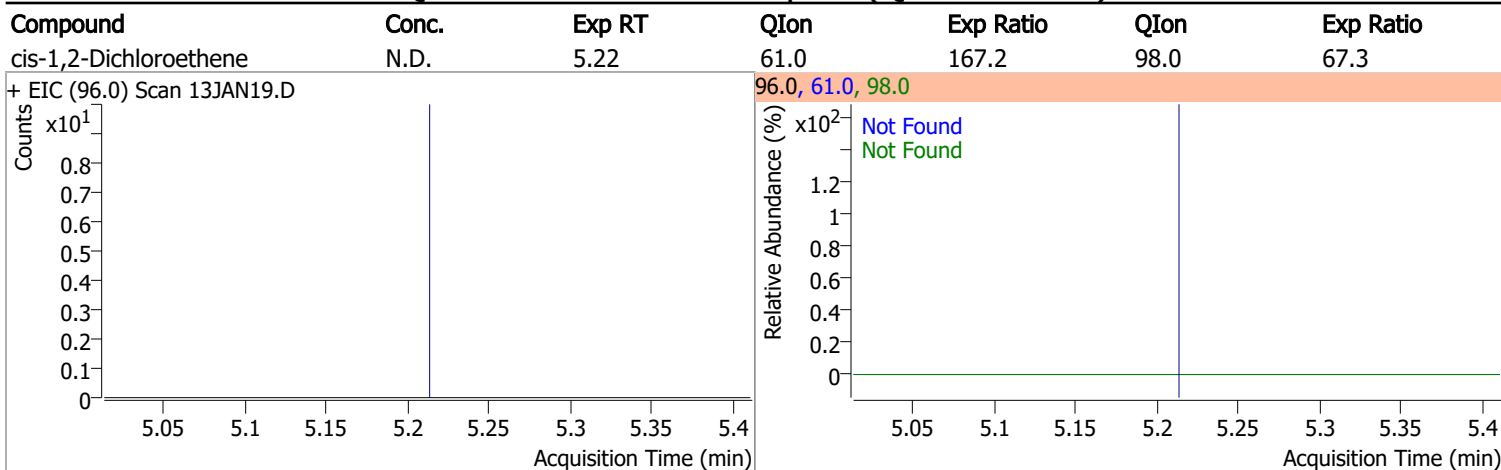 Compound Conc. Exp RT QIon Exp Ratio QIon Exp Ratio
cis-1,2-Dichloroethene N.D. 5.22 61.0 167.2 98.0 67.3
+ EIC (96.0) Scan 13JAN19.D
Counts
x10¹
0.8
0.7
0.6
0.5
0.4
0.3
0.2
0.1
0
5.05 5.1 5.15 5.2 5.25 5.3 5.35 5.4
Acquisition Time (min)
96.0, 61.0, 98.0
Relative Abundance (%)
x10²
Not Found
Not Found
1.2
1
0.8
0.6
0.4
0.2
0
5.05 5.1 5.15 5.2 5.25 5.3 5.35 5.4
Acquisition Time (min)